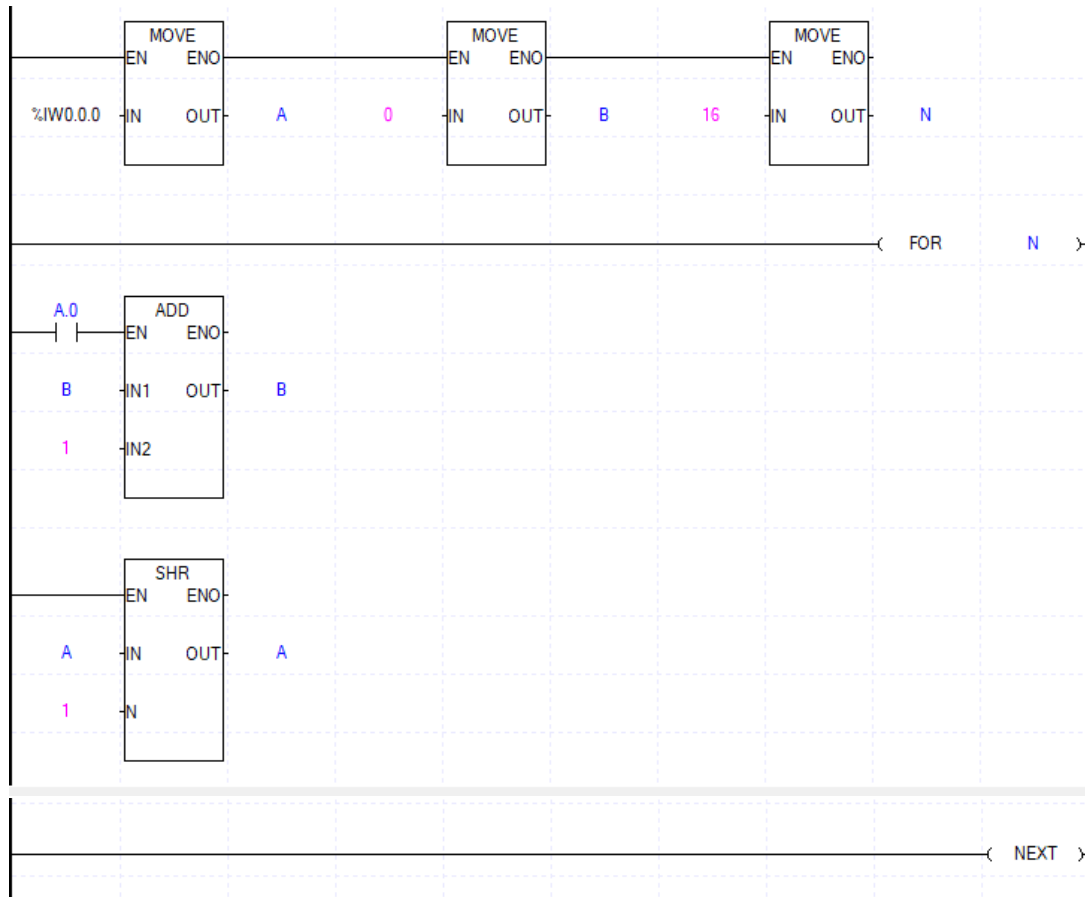 MOVE MOVE MOVE
EN ENO EN ENO EN ENO
%IW0.0.0 IN OUT A 0 IN OUT B 16 IN OUT N
FOR N
A.0 ADD
EN ENO
B IN1 OUT B
1 IN2
SHR
EN ENO
A IN OUT A
1 N
NEXT